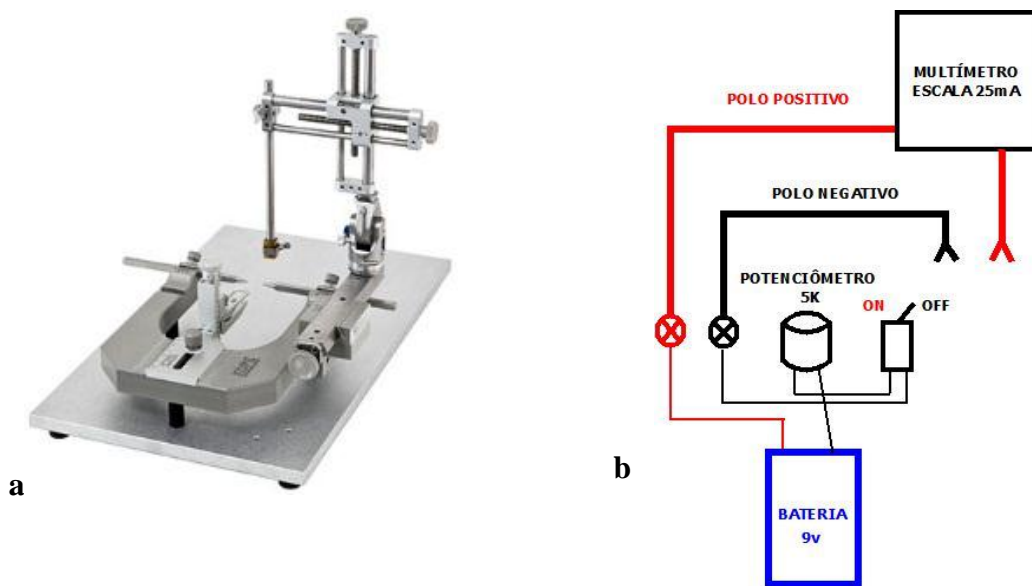 MULTÍMETRO
ESCALA 25mA
POLO POSITIVO
POLO NEGATIVO
POTENCIÔMETRO
5K
ON
OFF
a
b
BATERIA
9v